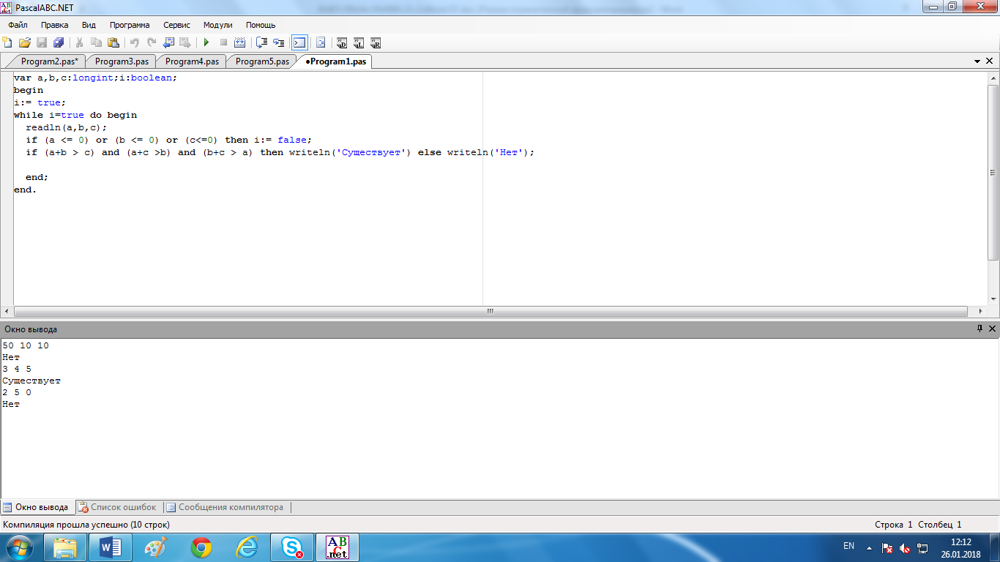 PascalABC.NET
Файл Правка Вид Программа Сервис Модули Помощь
Program2.pas* Program3.pas Program4.pas Program5.pas •Program1.pas
var a,b,c:longint;i:boolean;
begin
i:= true;
while i=true do begin
readln(a,b,c);
if (a <= 0) or (b <= 0) or (c<=0) then i:= false;
if (a+b > c) and (a+c >b) and (b+c > a) then writeln('Существует') else writeln('Нет');
end;
end.
Окно вывода
50 10 10
Нет
3 4 5
Существует
2 5 0
Нет
Окно вывода Список ошибок Сообщения компилятора
Компиляция прошла успешно (10 строк) Строка 1 Столбец 1
EN 12:12
26.01.2018